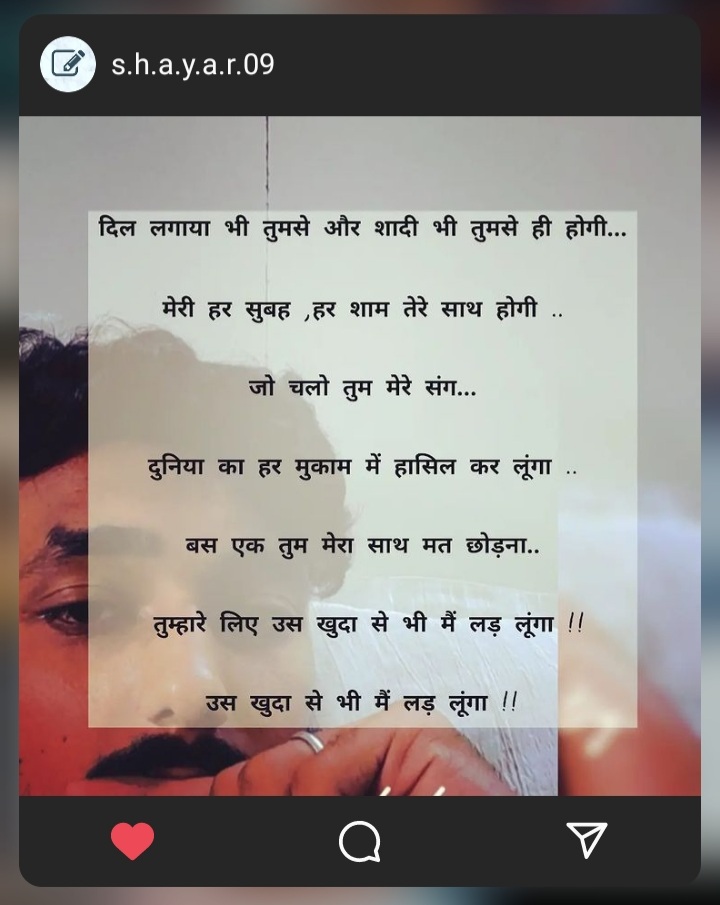 s.h.a.y.a.r.09
दिल लगाया भी तुमसे और शादी भी तुमसे ही होगी...
मेरी हर सुबह ,हर शाम तेरे साथ होगी ..
जो चलो तुम मेरे संग...
दुनिया का हर मुकाम में हासिल कर लूंगा ..
बस एक तुम मेरा साथ मत छोड़ना..
तुम्हारे लिए उस खुदा से भी मैं लड़ लूंगा !!
उस खुदा से भी मैं लड़ लूंगा !!